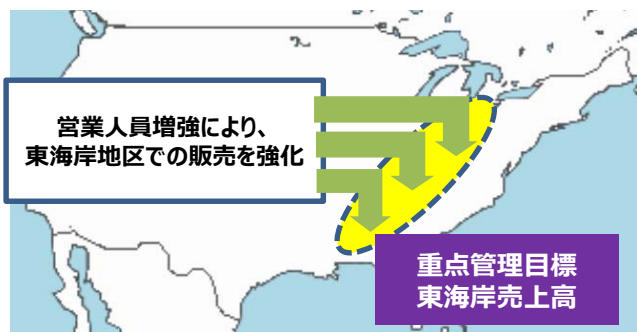 営業人員増強により、
東海岸地区での販売を強化
重点管理目標
東海岸売上高